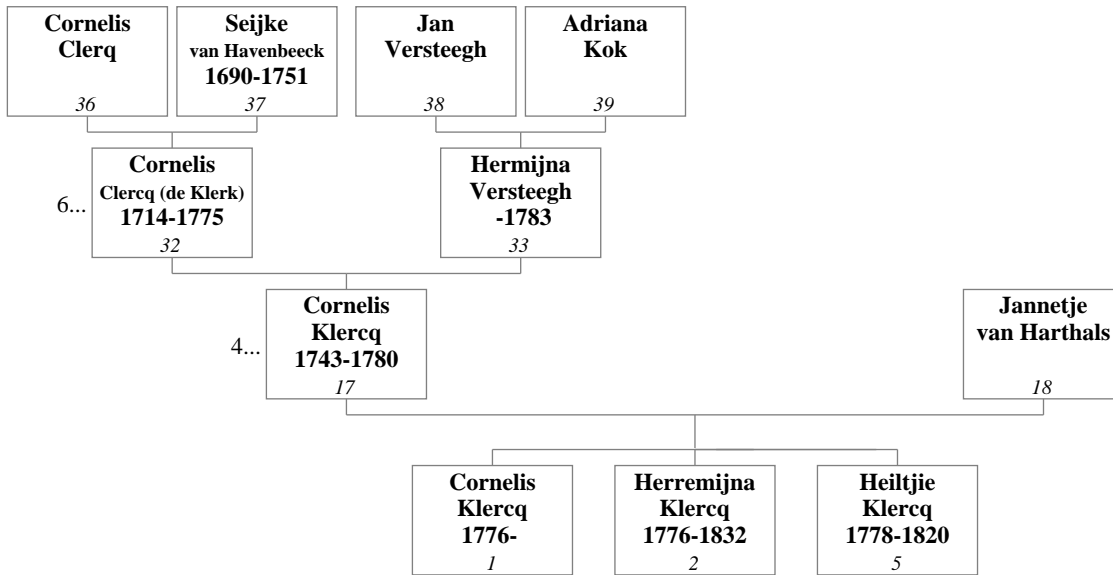 Cornelis
Clerq
36
Seijke
van Havenbeeck
1690-1751
37
Jan
Versteegh
38
Adriana
Kok
39
6...
Cornelis
Clercq (de Klerk)
1714-1775
32
Hermijna
Versteegh
-1783
33
4...
Cornelis
Klercq
1743-1780
17
Jannetje
van Harthals
18
Cornelis
Klercq
1776-
1
Herremijna
Klercq
1776-1832
2
Heiltjie
Klercq
1778-1820
5